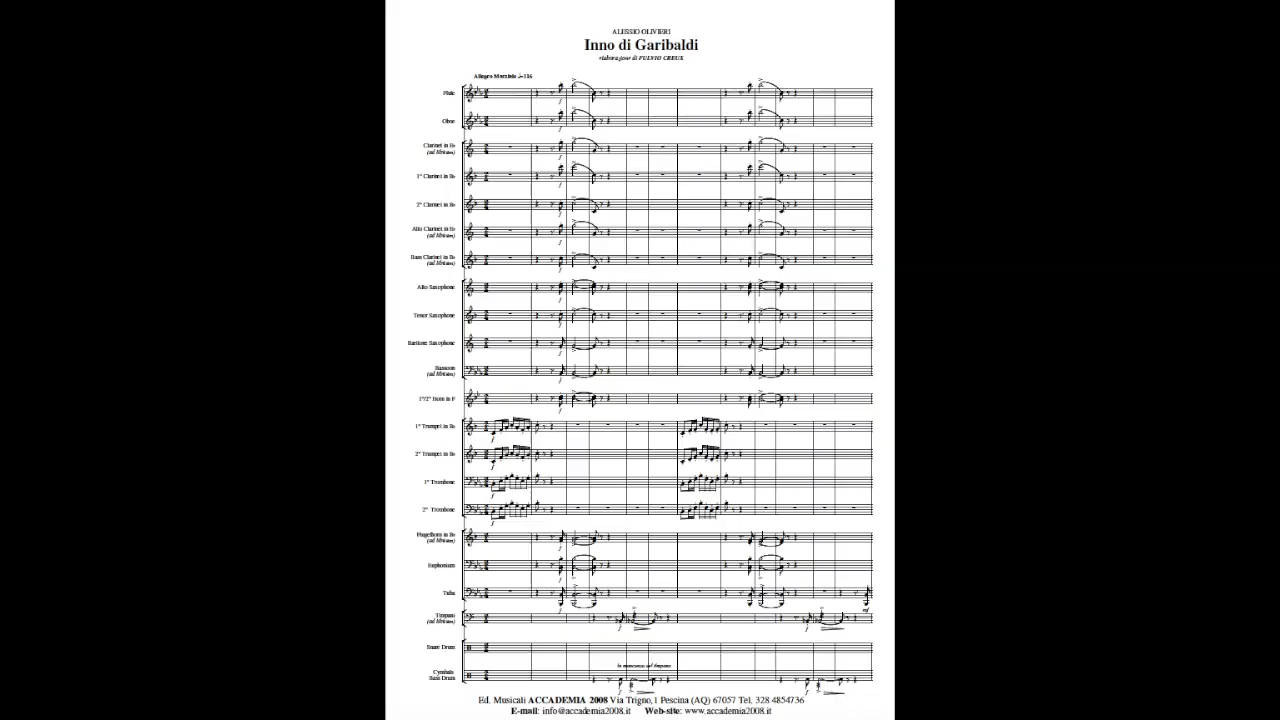 ALESSIO OLIVIERI
Inno di Garibaldi
elaborazione di FULVIO CREUX
Allegro Marziale ♩=116
Flute
Oboe
Clarinet in E♭
(ad libitum)
1° Clarinet in B♭
2° Clarinet in B♭
Alto Clarinet in E♭
(ad libitum)
Bass Clarinet in B♭
(ad libitum)
Alto Saxophone
Tenor Saxophone
Baritone Saxophone
Bassoon
(ad libitum)
1°/2° Horn in F
1° Trumpet in B♭
2° Trumpet in B♭
1° Trombone
2° Trombone
Flugelhorn in B♭
(ad libitum)
Euphonium
Tuba
mf
Timpani
(ad libitum)
Snare Drum
in mancanza del timpano
Cymbals
Bass Drum
Ed. Musicali ACCADEMIA 2008 Via Trigno,1 Pescina (AQ) 67057 Tel. 328 4854736
E-mail: info@accademia2008.it Web-site: www.accademia2008.it